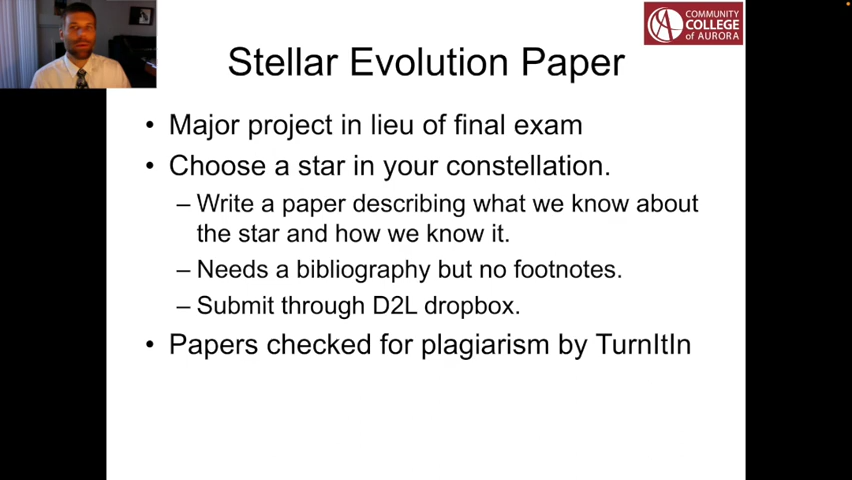 COMMUNITY
COLLEGE
of AURORA
Stellar Evolution Paper
• Major project in lieu of final exam
• Choose a star in your constellation.
– Write a paper describing what we know about
the star and how we know it.
– Needs a bibliography but no footnotes.
– Submit through D2L dropbox.
• Papers checked for plagiarism by TurnItIn